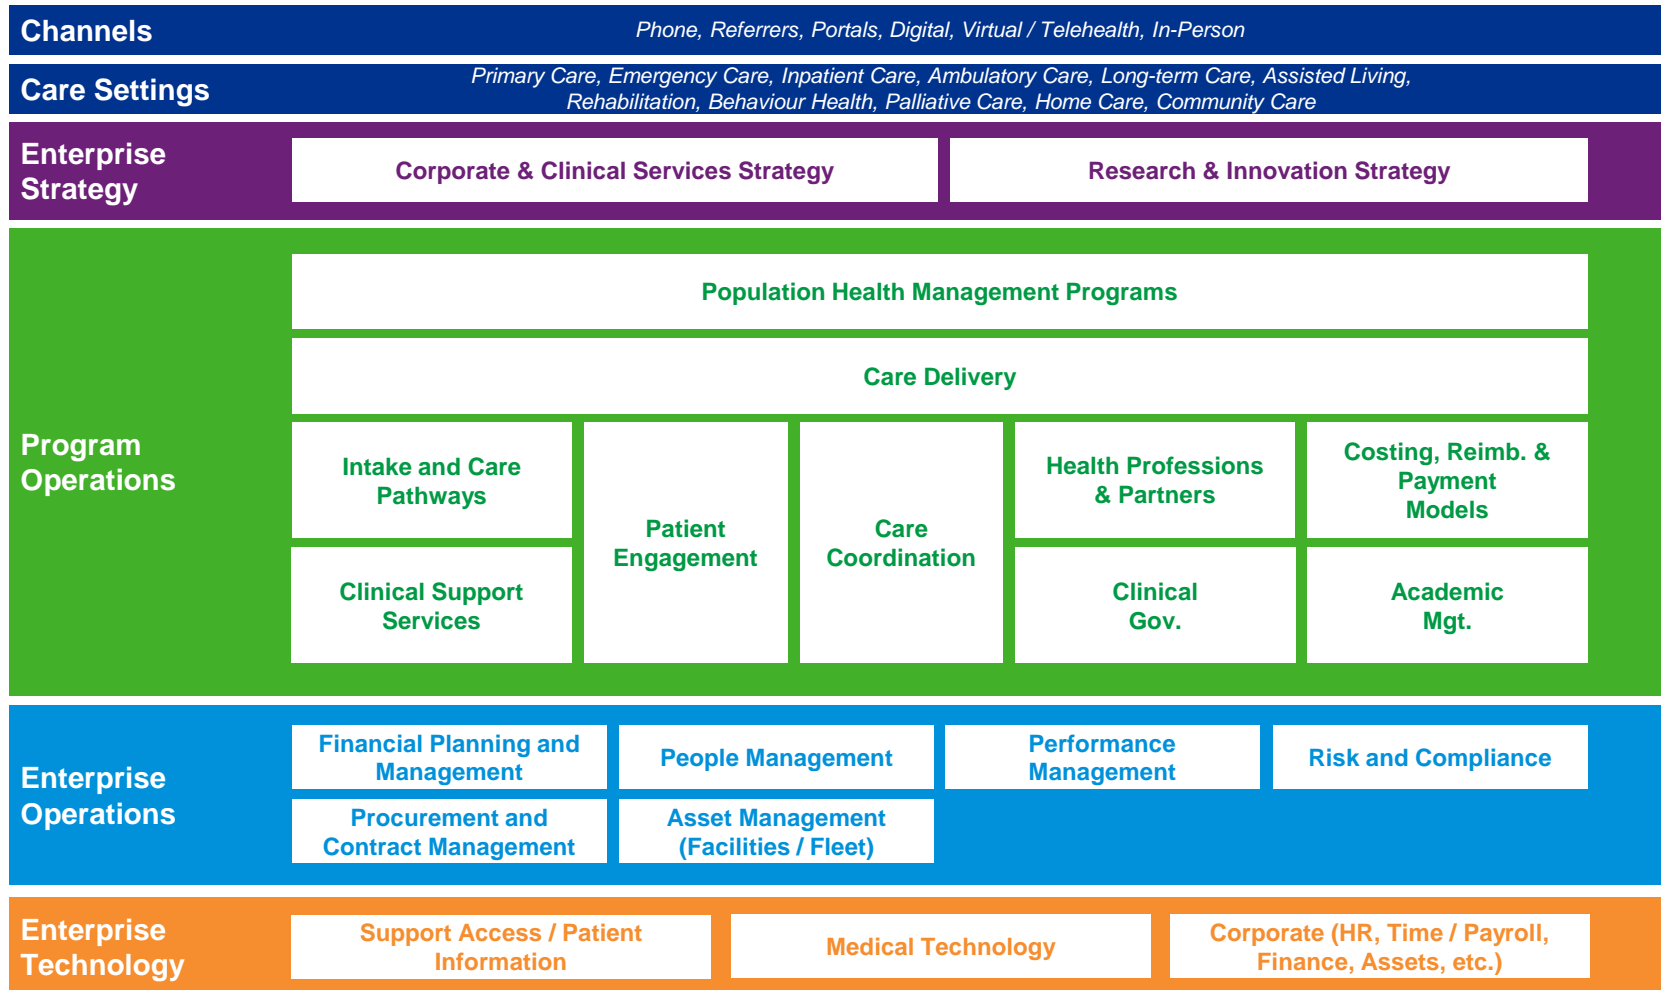 Channels
Phone, Referrers, Portals, Digital, Virtual / Telehealth, In-Person
Care Settings
Primary Care, Emergency Care, Inpatient Care, Ambulatory Care, Long-term Care, Assisted Living,
Rehabilitation, Behaviour Health, Palliative Care, Home Care, Community Care
Enterprise
Strategy
Corporate & Clinical Services Strategy
Research & Innovation Strategy
Program
Operations
Population Health Management Programs
Care Delivery
Intake and Care
Pathways
Clinical Support
Services
Patient
Engagement
Care
Coordination
Health Professions
& Partners
Clinical
Gov.
Costing, Reimb. &
Payment
Models
Academic
Mgt.
Enterprise
Operations
Financial Planning and
Management
People Management
Performance
Management
Risk and Compliance
Procurement and
Contract Management
Asset Management
(Facilities / Fleet)
Enterprise
Technology
Support Access / Patient
Information
Medical Technology
Corporate (HR, Time / Payroll,
Finance, Assets, etc.)